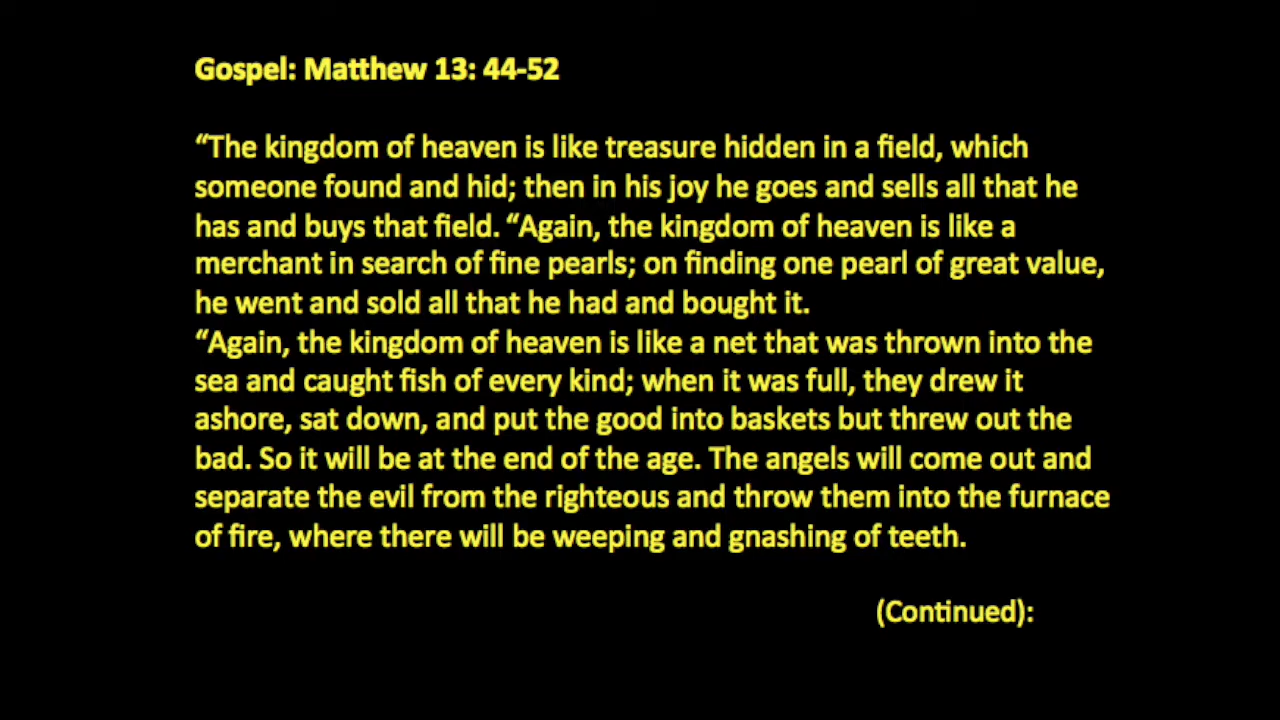 Gospel: Matthew 13: 44-52
“The kingdom of heaven is like treasure hidden in a field, which
someone found and hid; then in his joy he goes and sells all that he
has and buys that field. “Again, the kingdom of heaven is like a
merchant in search of fine pearls; on finding one pearl of great value,
he went and sold all that he had and bought it.
“Again, the kingdom of heaven is like a net that was thrown into the
sea and caught fish of every kind; when it was full, they drew it
ashore, sat down, and put the good into baskets but threw out the
bad. So it will be at the end of the age. The angels will come out and
separate the evil from the righteous and throw them into the furnace
of fire, where there will be weeping and gnashing of teeth.
(Continued):